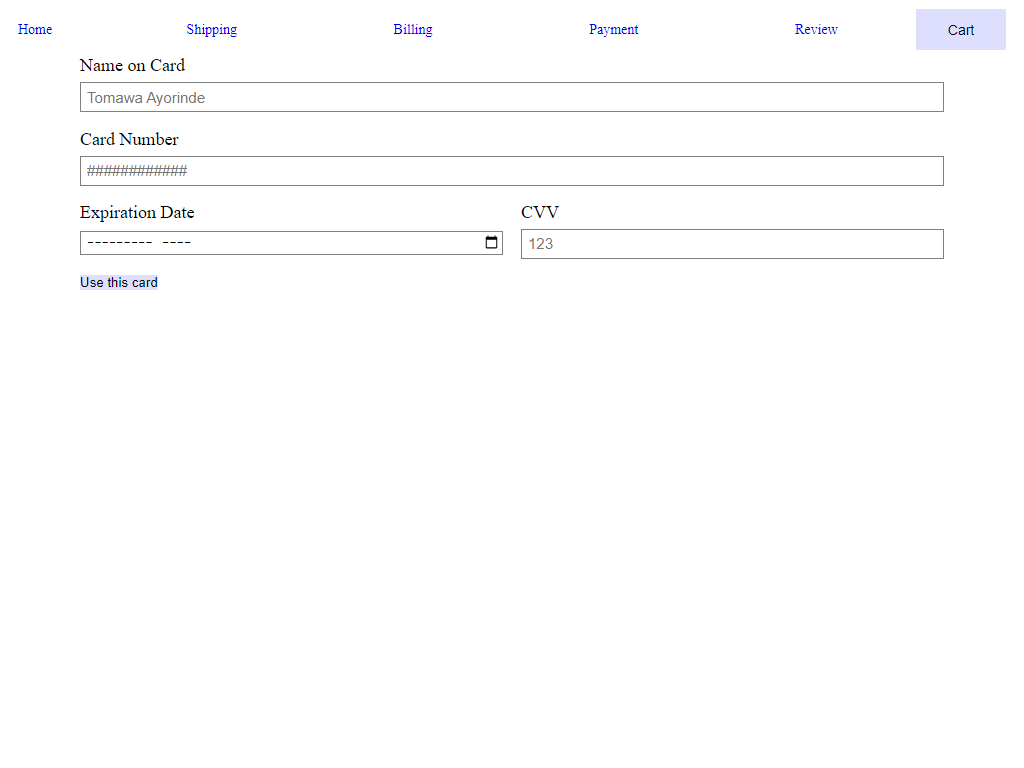 Home Shipping Billing Payment Review Cart
Name on Card
Tomawa Ayorinde
Card Number
############
Expiration Date CVV
--------- ---- 123
Use this card